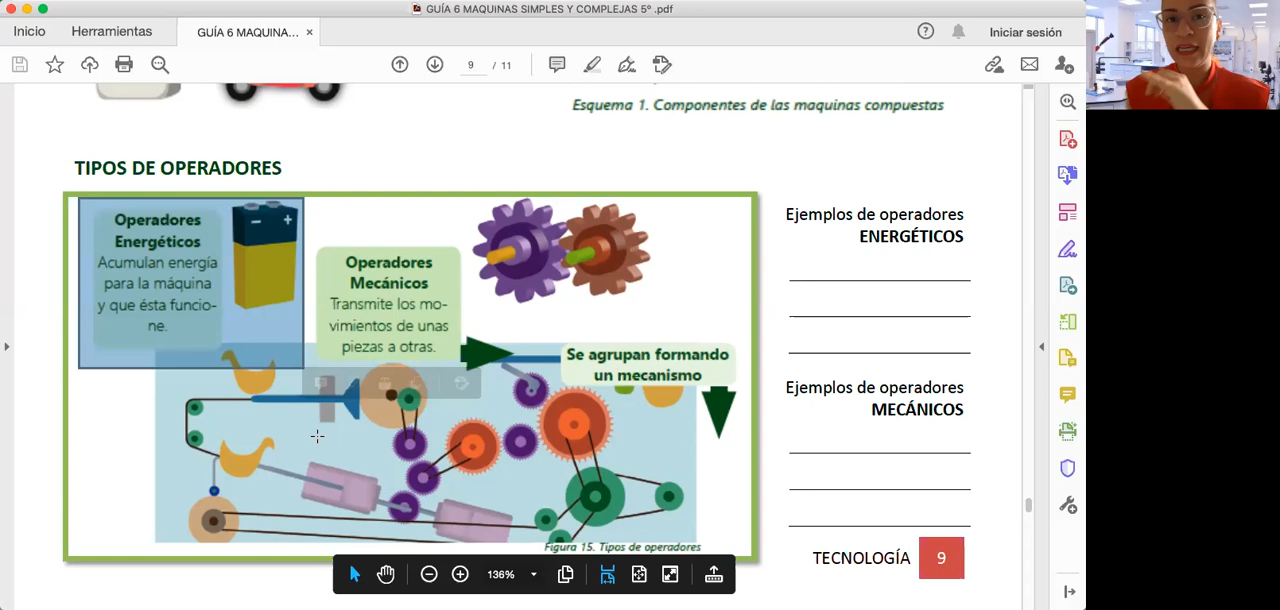 GUÍA 6 MAQUINAS SIMPLES Y COMPLEJAS 5º .pdf
Inicio
Herramientas
GUÍA 6 MAQUINA... ×
Iniciar sesión
9 / 11
Esquema 1. Componentes de las maquinas compuestas
TIPOS DE OPERADORES
Operadores
Energéticos
Acumulan energía
para la máquina
y que ésta funcio-
ne.
Operadores
Mecánicos
Transmite los mo-
vimientos de unas
piezas a otras.
Se agrupan formando
un mecanismo
Figura 15. Tipos de operadores
Ejemplos de operadores
ENERGÉTICOS
Ejemplos de operadores
MECÁNICOS
TECNOLOGÍA 9
136%